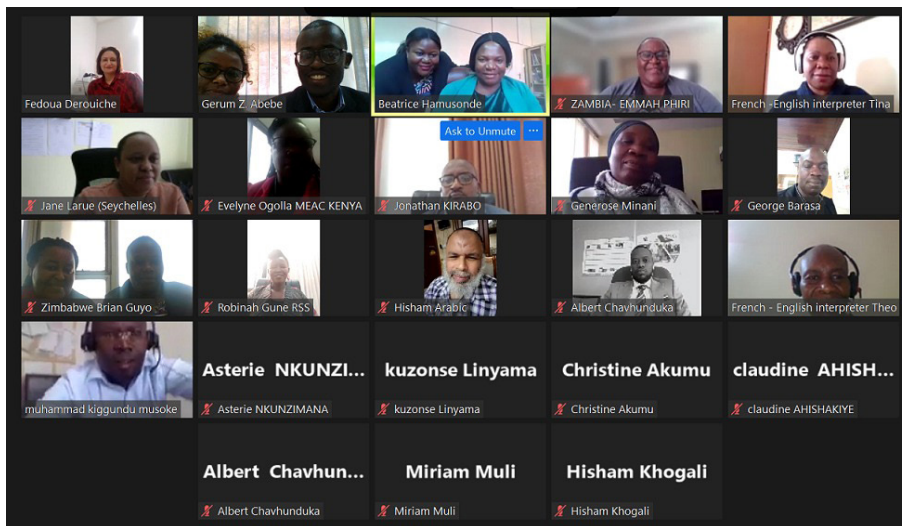 Fedoua Derouiche
Gerum Z. Abebe
Beatrice Hamusonde
ZAMBIA- EMMAH PHIRI
French -English interpreter Tina
Ask to Unmute ...
Jane Larue (Seychelles)
Evelyne Ogolla MEAC KENYA
Jonathan KIRABO
Generose Minani
George Barasa
Zimbabwe Brian Guyo
Robinah Gune RSS
Hisham Arabic
Albert Chavhunduka
French - English interpreter Theo
muhammad kiggundu musoke
Asterie NKUNZI...
Asterie NKUNZIMANA
kuzonse Linyama
kuzonse Linyama
Christine Akumu
Christine Akumu
claudine AHISH...
claudine AHISHAKIYE
Albert Chavhun...
Albert Chavhunduka
Miriam Muli
Miriam Muli
Hisham Khogali
Hisham Khogali